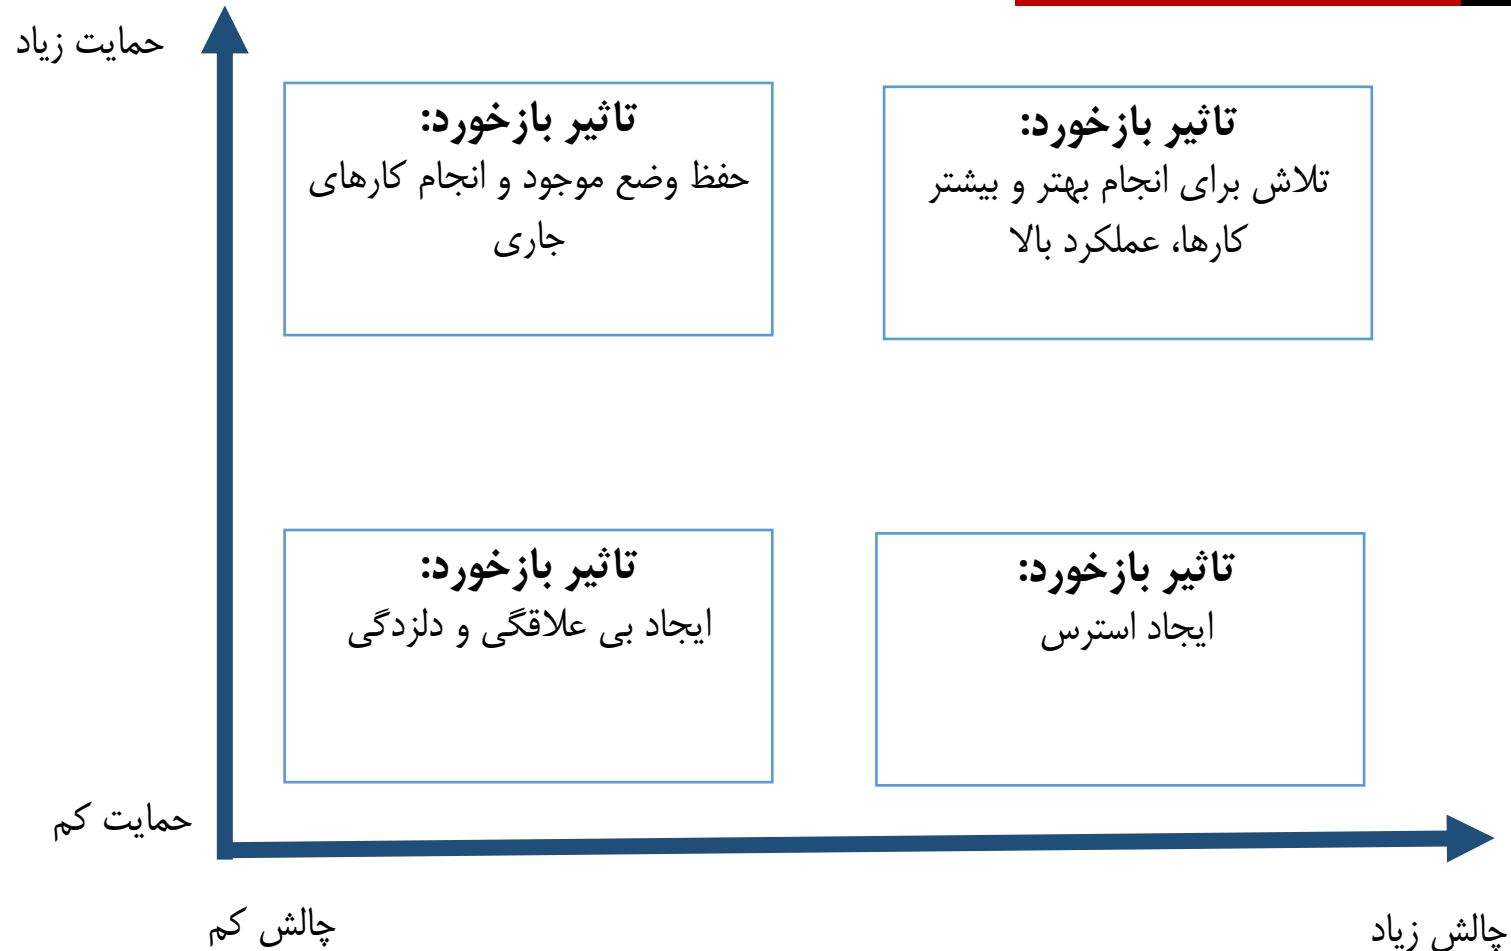 حمایت زیاد
تاثیر بازخورد:
تلاش برای انجام بهتر و بیشتر
کارها، عملکرد بالا
تاثیر بازخورد:
حفظ وضع موجود و انجام کارهای
جاری
تاثیر بازخورد:
ایجاد استرس
تاثیر بازخورد:
ایجاد بی علاقگی و دلزدگی
حمایت کم
چالش زیاد
چالش کم